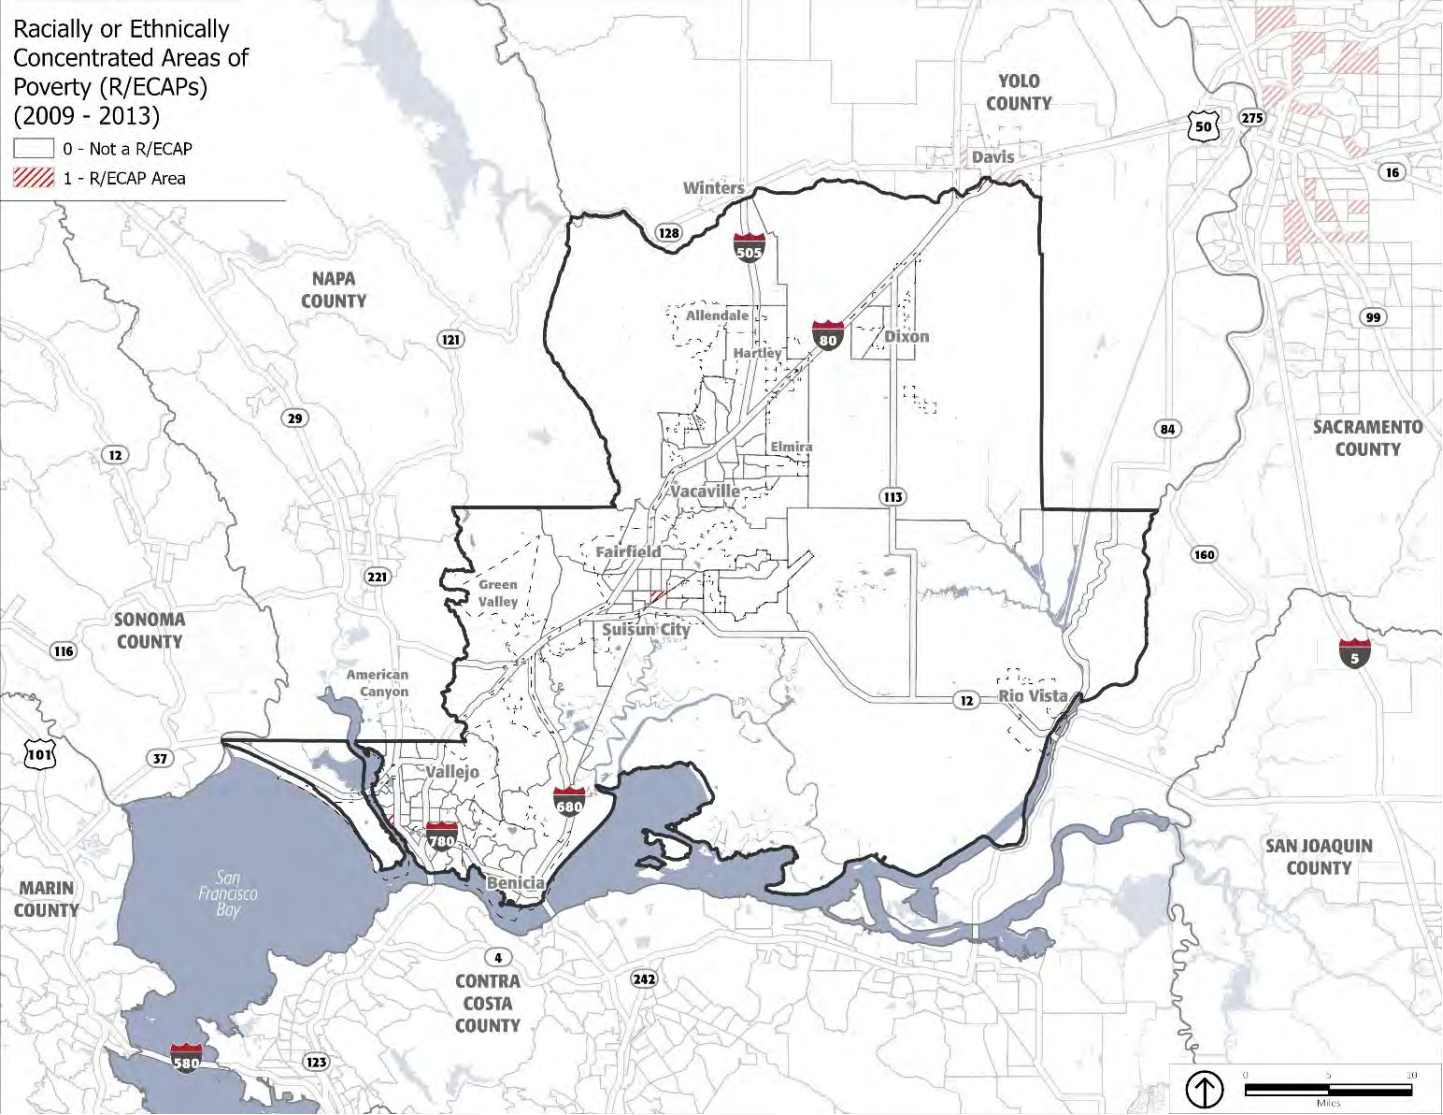 Racially or Ethnically
Concentrated Areas of
Poverty (R/ECAPs)
(2009 - 2013)
0 - Not a R/ECAP
1 - R/ECAP Area
YOLO
COUNTY
50
275
Davis
16
Winters
128
505
NAPA
COUNTY
Allendale
99
121
80
Dixon
Hartley
29
84
SACRAMENTO
COUNTY
12
Elmira
Vacaville
113
Fairfield
160
221
Green
Valley
SONOMA
COUNTY
Suisun City
116
5
American
Canyon
12
Rio Vista
101
37
Vallejo
680
780
SAN JOAQUIN
COUNTY
San
Francisco
Bay
Benicia
MARIN
COUNTY
4
242
CONTRA
COSTA
COUNTY
580
123
0 5 10
Miles